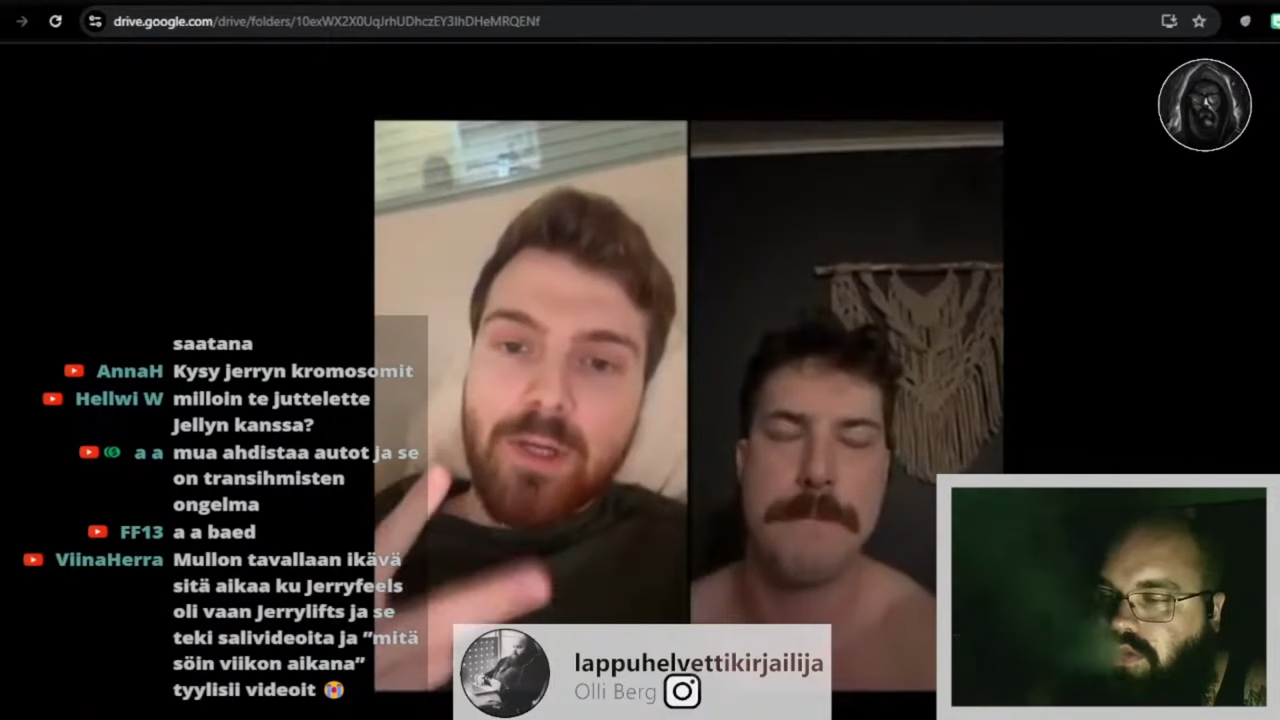 drive.google.com/drive/folders/10exWX2X0UqJrhUDhczEY3IhDHeMRQENf
saatana
AnnaH Kysy jerryn kromosomit
Hellwi W milloin te juttelette
Jellyn kanssa?
a a mua ahdistaa autot ja se
on transihmisten
ongelma
FF13 a a baed
ViinaHerra Mullon tavallaan ikävä
sitä aikaa ku Jerryfeels
oli vaan Jerrylifts ja se
teki salivideoita ja "mitä
söin viikon aikana"
tyylisii videoit 😭
lappuhelvettikirjailija
Olli Berg